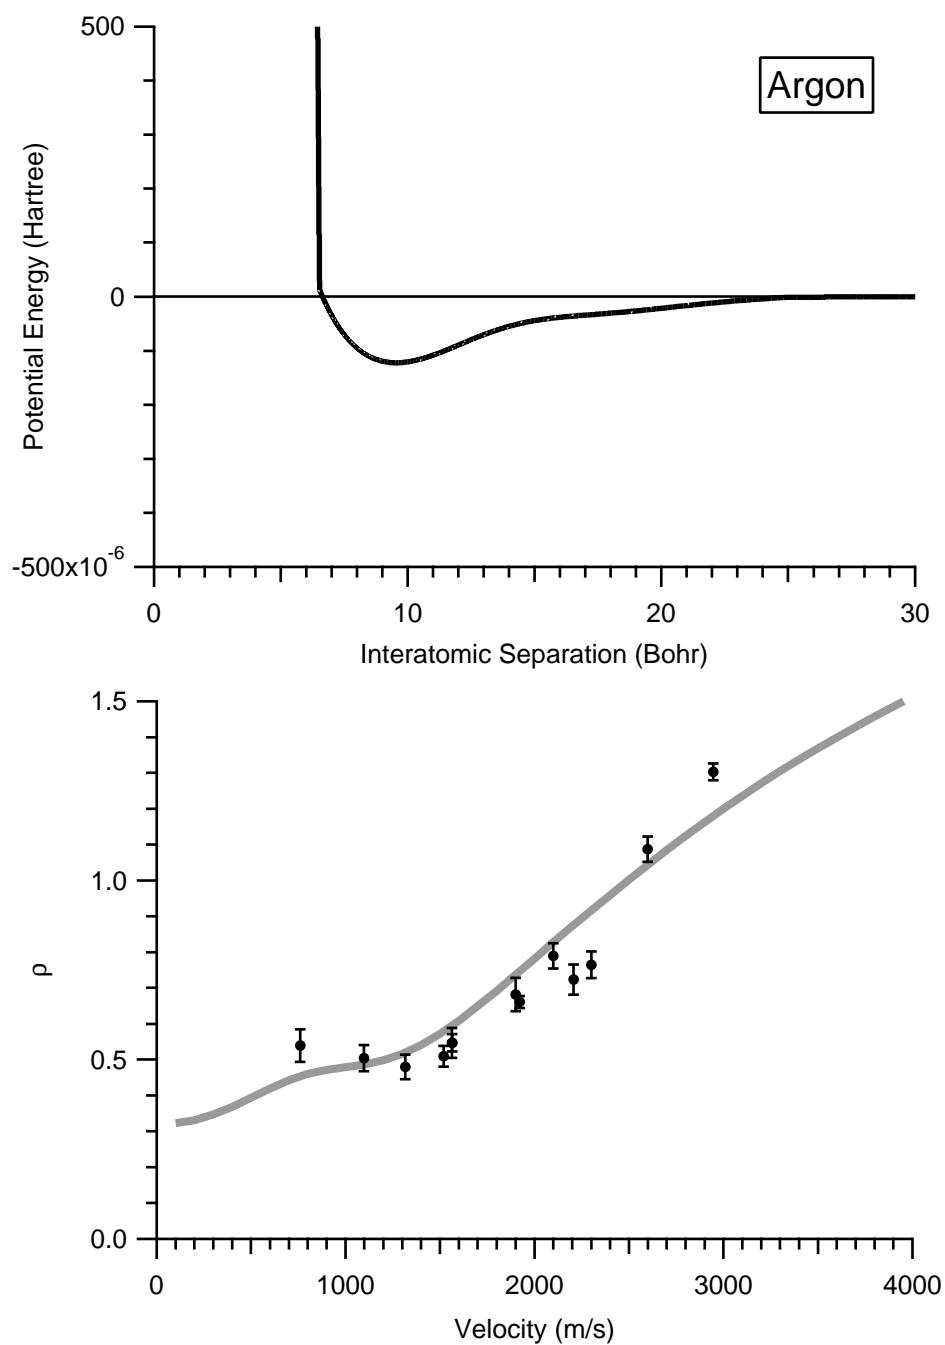 500
Argon
Potential Energy (Hartree)
0
-500x10⁻⁶
0 10 20 30
Interatomic Separation (Bohr)
1.5
1.0
ρ
0.5
0.0
0 1000 2000 3000 4000
Velocity (m/s)